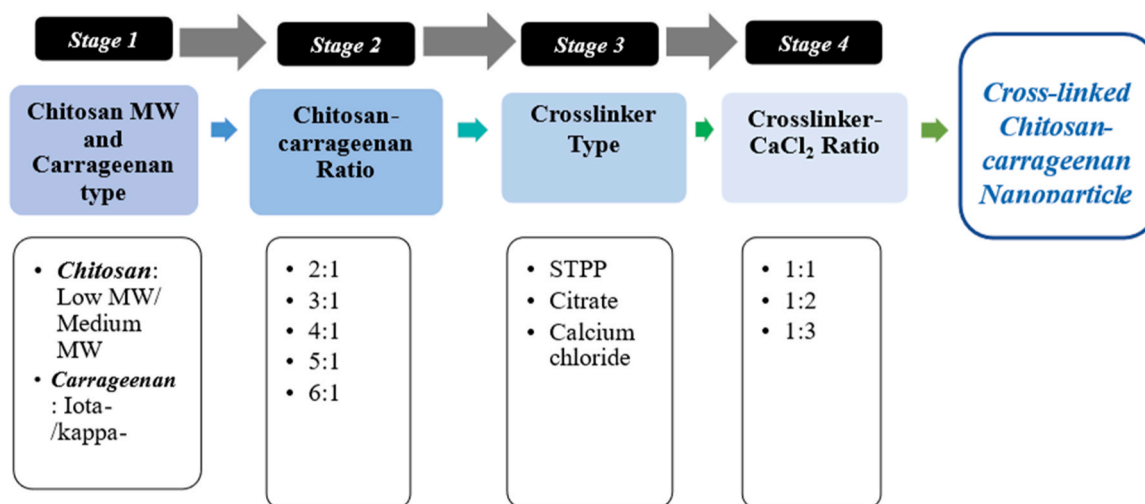 Stage 1
Stage 2
Stage 3
Stage 4
Chitosan MW
and
Carrageenan
type
Chitosan-
carrageenan
Ratio
Crosslinker
Type
Crosslinker-
CaCl₂ Ratio
Cross-linked
Chitosan-
carrageenan
Nanoparticle
• Chitosan:
Low MW/
Medium
MW
• Carrageenan
: Iota-
/kappa-
• 2:1
• 3:1
• 4:1
• 5:1
• 6:1
• STPP
• Citrate
• Calcium
chloride
• 1:1
• 1:2
• 1:3